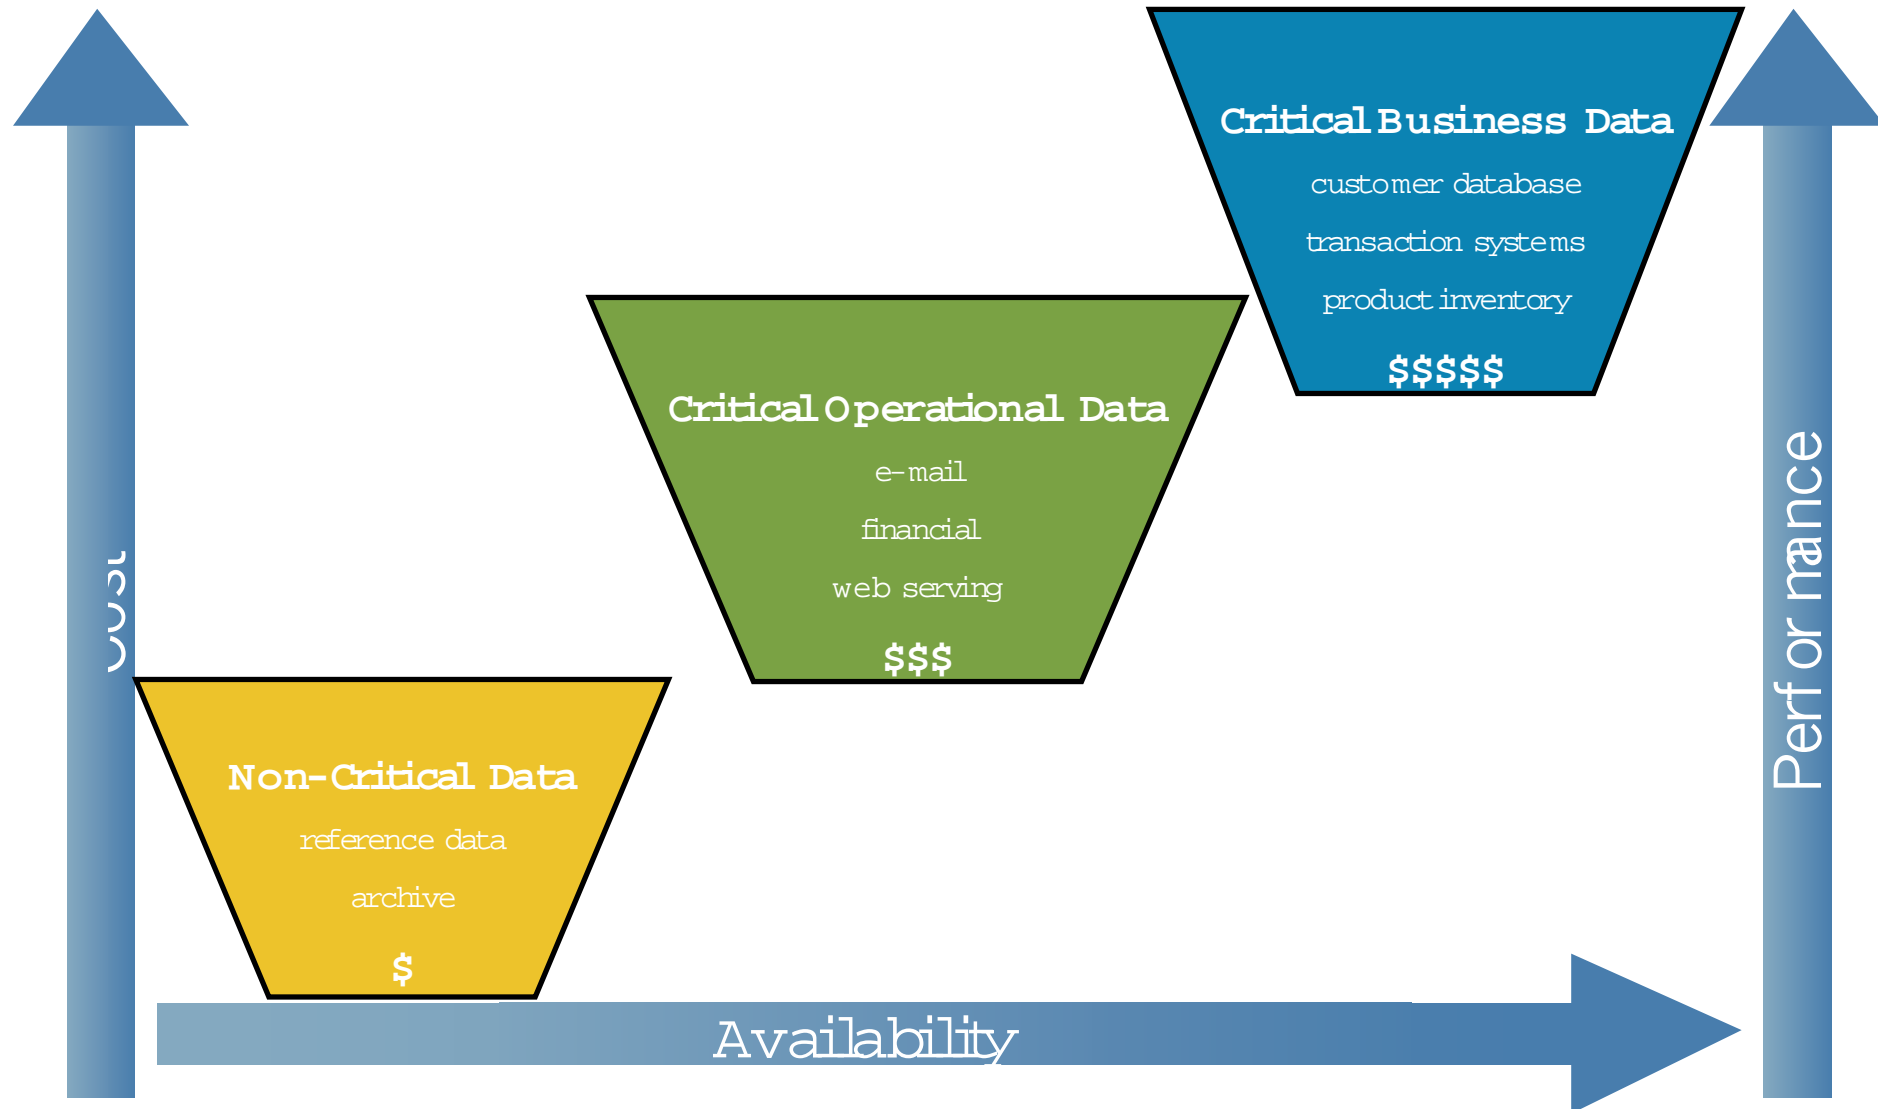 Critical Business Data
customer database
transaction systems
product inventory
$$$$$
Critical Operational Data
e-mail
financial
web serving
$$$
Non-Critical Data
reference data
archive
$
Cost
Performance
Availability